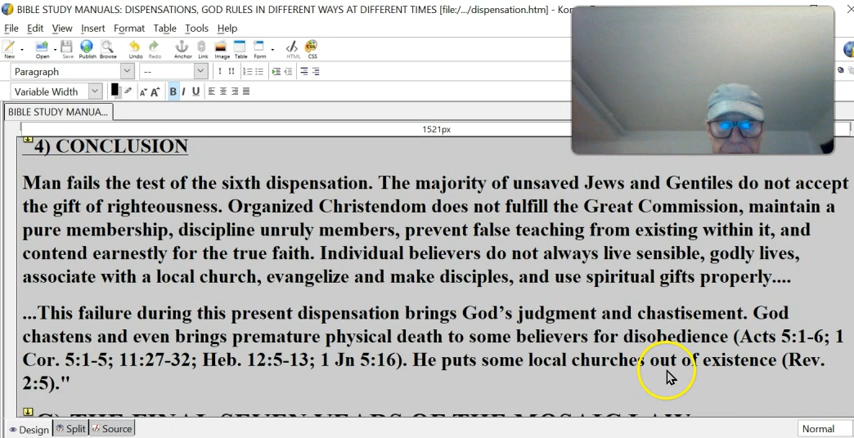 BIBLE STUDY MANUALS: DISPENSATIONS, GOD RULES IN DIFFERENT WAYS AT DIFFERENT TIMES [file:/.../dispensation.htm] - Kom
File Edit View Insert Format Table Tools Help
New Open Save Publish Browse Undo Redo Anchor Link Image Table Form HTML CSS
Paragraph --
Variable Width B I U
BIBLE STUDY MANUA...
1521px
4) CONCLUSION
Man fails the test of the sixth dispensation. The majority of unsaved Jews and Gentiles do not accept
the gift of righteousness. Organized Christendom does not fulfill the Great Commission, maintain a
pure membership, discipline unruly members, prevent false teaching from existing within it, and
contend earnestly for the true faith. Individual believers do not always live sensible, godly lives,
associate with a local church, evangelize and make disciples, and use spiritual gifts properly....
...This failure during this present dispensation brings God’s judgment and chastisement. God
chastens and even brings premature physical death to some believers for disobedience (Acts 5:1-6; 1
Cor. 5:1-5; 11:27-32; Heb. 12:5-13; 1 Jn 5:16). He puts some local churches out of existence (Rev.
2:5)."
THE FINAL SEVEN YEARS OF THE MOSAIC LAW
Design Split Source Normal